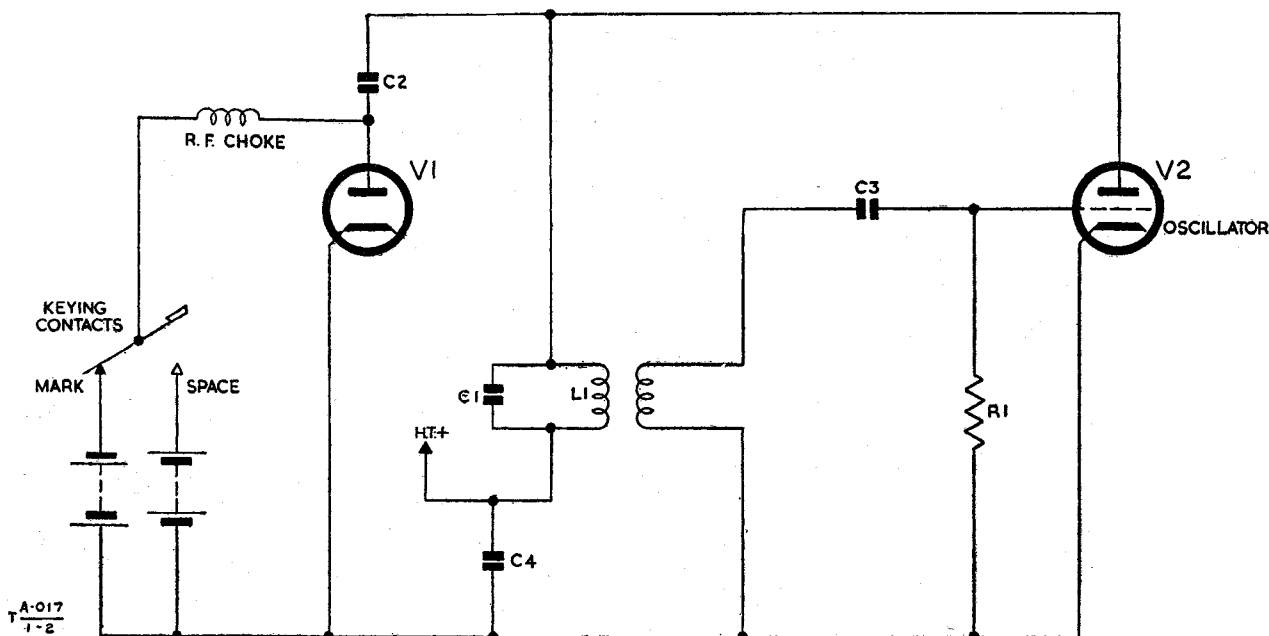 C2
R.F. CHOKE
V1
V2
C3
OSCILLATOR
KEYING
CONTACTS
MARK
SPACE
C1
L1
R1
H.T.+
C4
T A-017
1-2